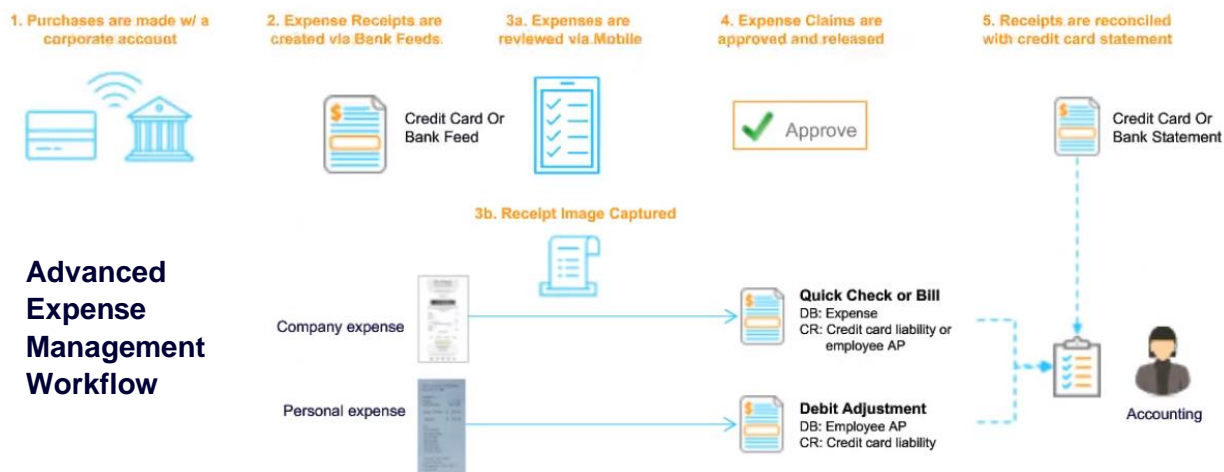 1. Purchases are made w/ a
corporate account
2. Expense Receipts are
created via Bank Feeds.
3a. Expenses are
reviewed via Mobile
4. Expense Claims are
approved and released
5. Receipts are reconciled
with credit card statement
Credit Card Or
Bank Feed
Approve
Credit Card Or
Bank Statement
3b. Receipt Image Captured
Advanced
Expense
Management
Workflow
Company expense
Quick Check or Bill
DB: Expense
CR: Credit card liability or
employee AP
Personal expense
Debit Adjustment
DB: Employee AP
CR: Credit card liability
Accounting